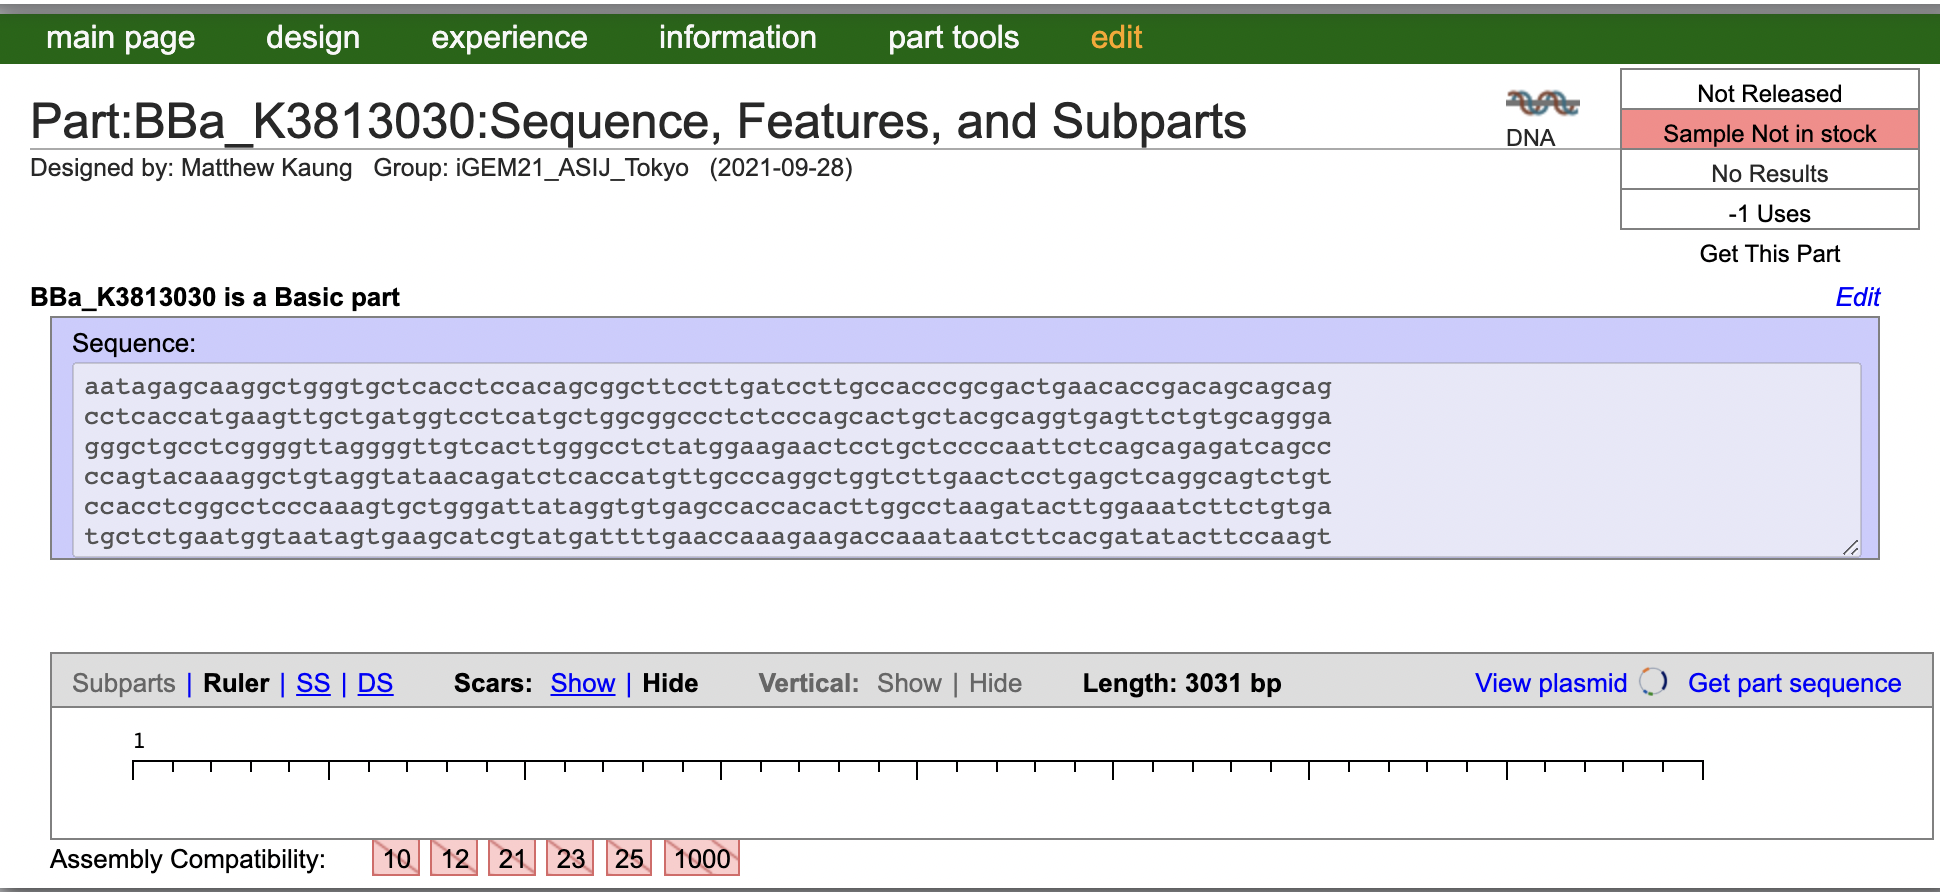 main page design experience information part tools edit
Part:BBa_K3813030:Sequence, Features, and Subparts
DNA
Designed by: Matthew Kaung Group: iGEM21_ASIJ_Tokyo (2021-09-28)
Not Released
Sample Not in stock
No Results
-1 Uses
Get This Part
BBa_K3813030 is a Basic part
Edit
Sequence:
aatagagcaaggctgggtgctcacctccacagcggcttccttgatccttgccacccgcgactgaacaccgacagcagcag
cctcaccatgaagttgctgatggtcctcatgctggcggccctctcccagcactgctacgcaggtgagttctgtgcaggga
gggctgcctcggggttaggggttgtcacttgggcctctatggaagaactcctgctccccaattctcagcagagatcagcc
ccagtacaaaggctgtaggtataacagatctcaccatgttgcccaggctggtcttgaactcctgagctcaggcagtctgt
ccacctcggcctcccaaagtgctgggattataggtgtgagccaccacacttggcctaagatacttggaaatcttctgtga
tgctctgaatggtaatagtgaagcatcgtatgattttgaaccaaagaagaccaaataatcttcacgatatacttccaagt
Subparts | Ruler | SS | DS Scars: Show | Hide Vertical: Show | Hide Length: 3031 bp View plasmid Get part sequence
1
Assembly Compatibility: 10 12 21 23 25 1000